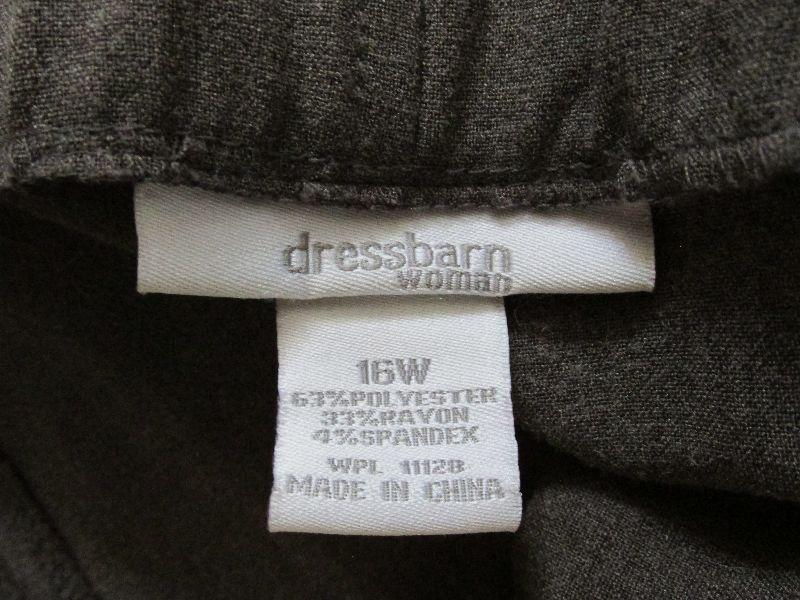 dressbarn
woman
16W
63%POLYESTER
33%RAYON
4%SPANDEX
WPL 11128
MADE IN CHINA